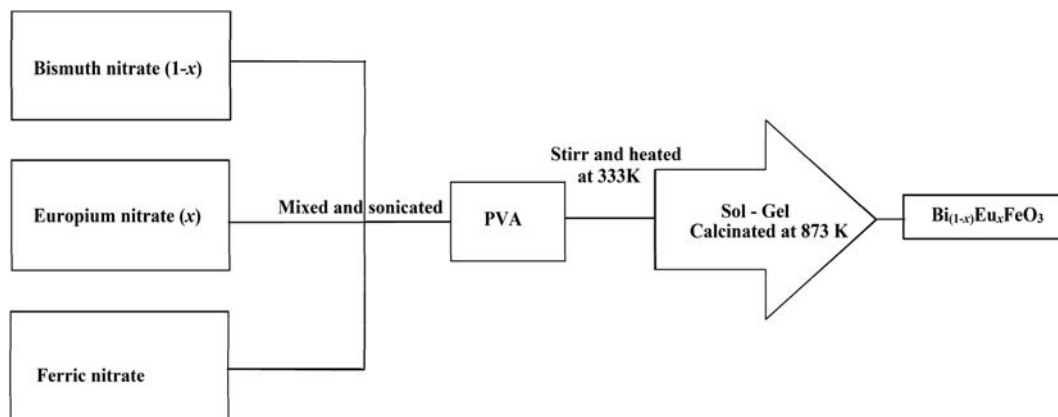 Bismuth nitrate (1-x)
Europium nitrate (x)
Ferric nitrate
Mixed and sonicated
PVA
Stirr and heated
at 333K
Sol - Gel
Calcinated at 873 K
Bi(1-x)EuxFeO3